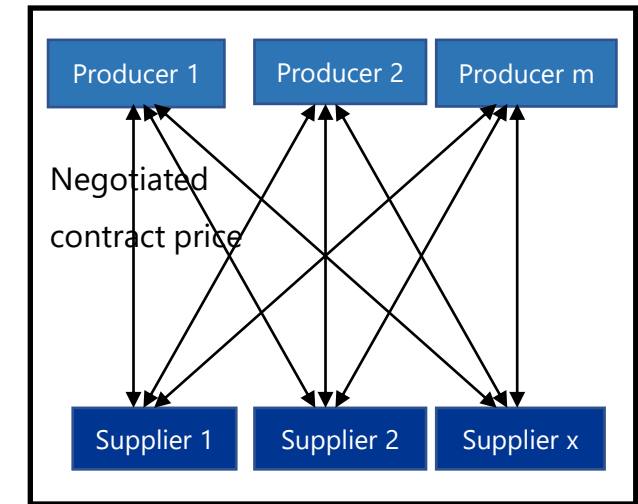 Producer 1
Producer 2
Producer m
Negotiated
contract price
Supplier 1
Supplier 2
Supplier x